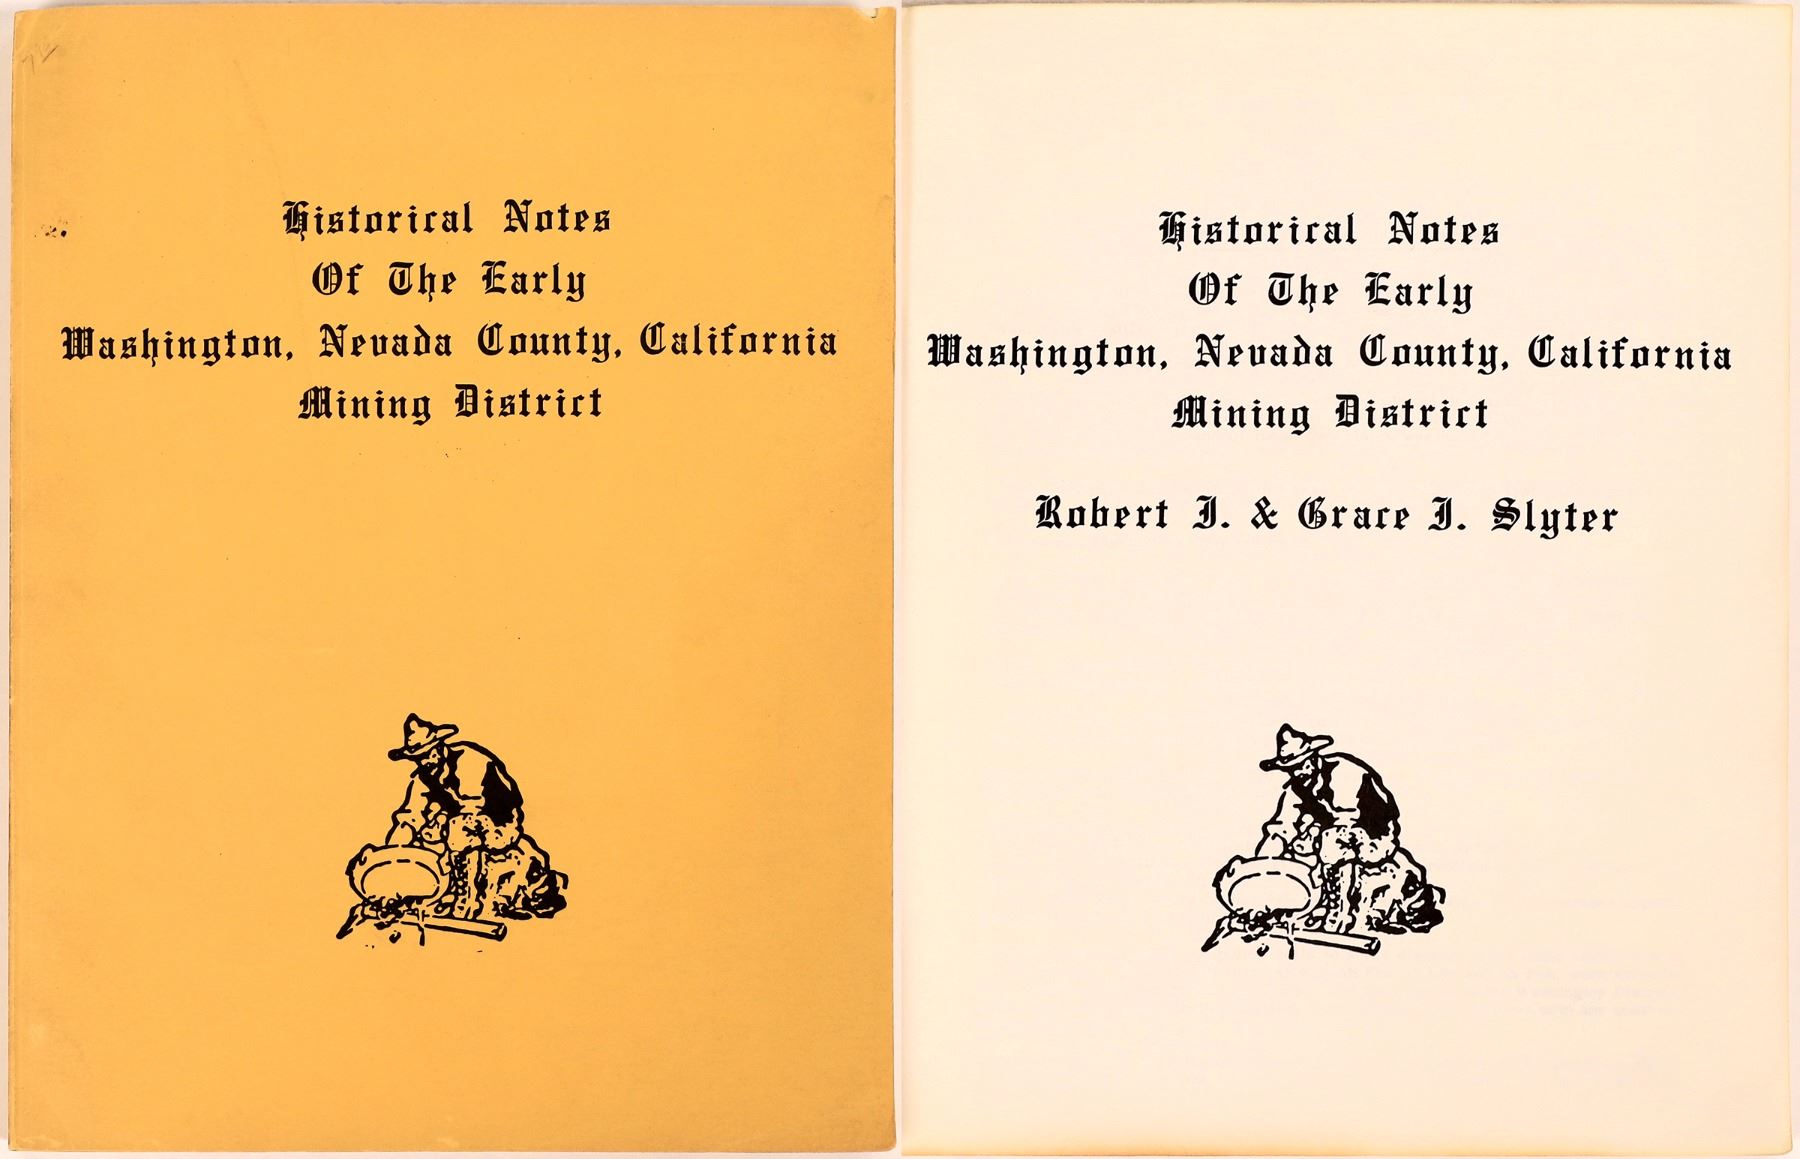 Historical Notes
Of The Early
Washington, Nevada County, California
Mining District
Historical Notes
Of The Early
Washington, Nevada County, California
Mining District
Robert I. & Grace I. Slyter